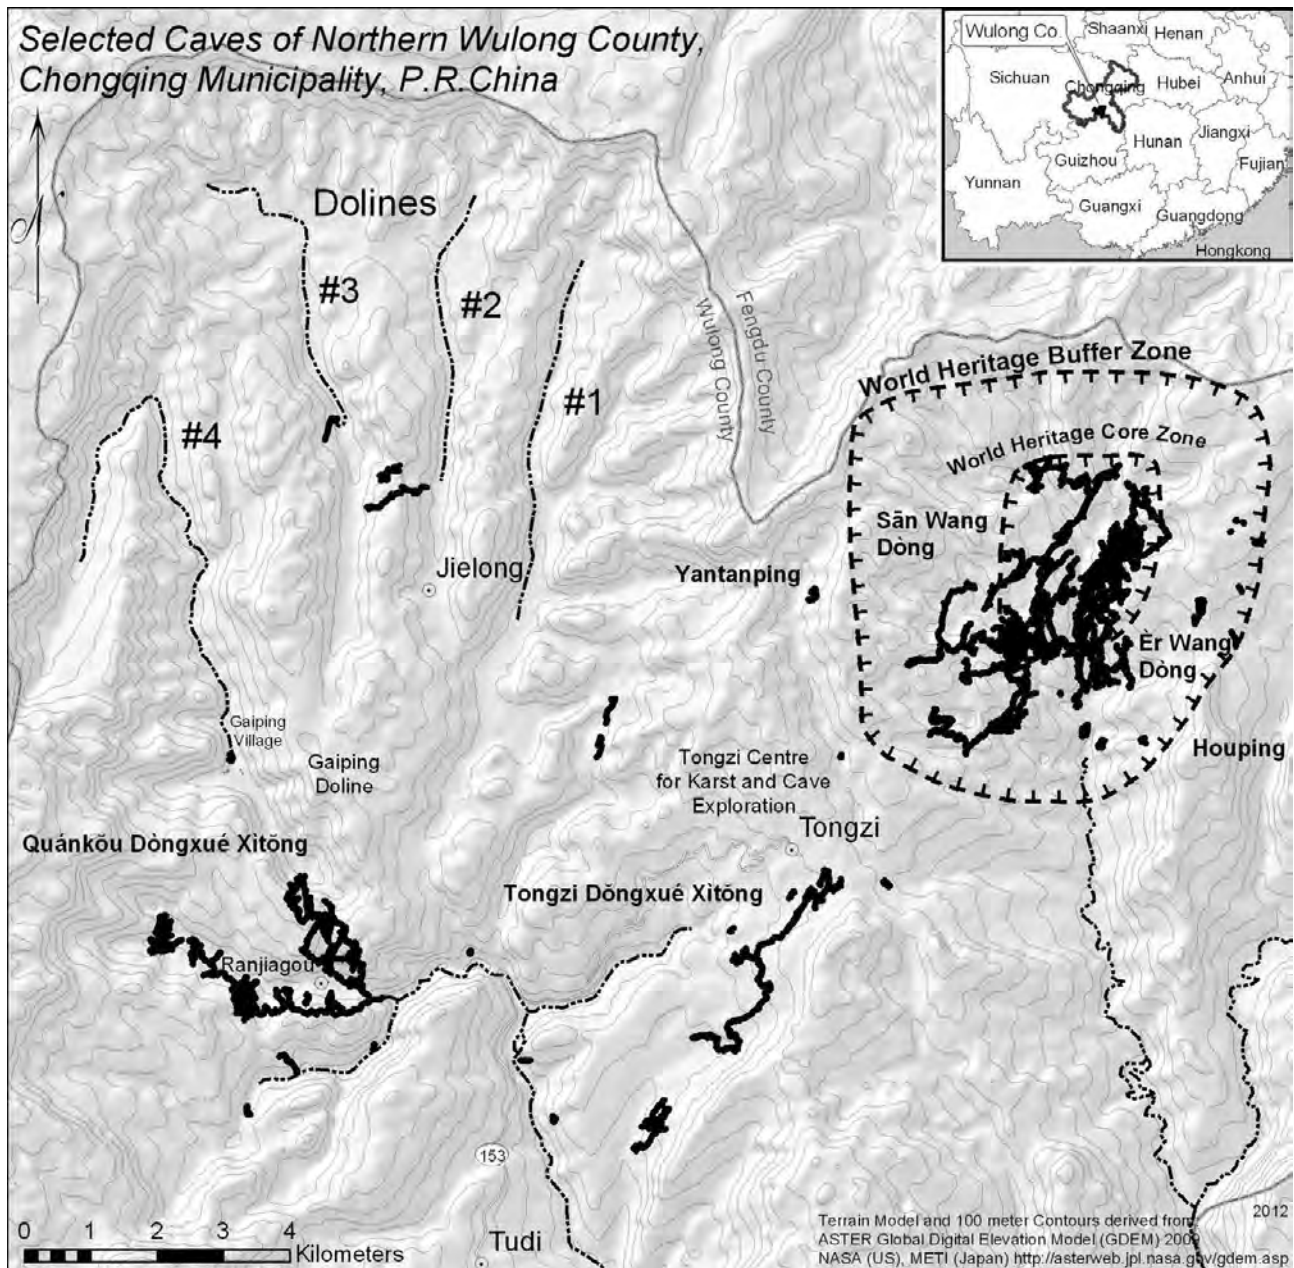 Selected Caves of Northern Wulong County,
Chongqing Municipality, P.R.China
Wulong Co.
Shaanxi
Henan
Sichuan
Chongqing
Hubei
Anhui
Hunan
Jiangxi
Guizhou
Fujian
Yunnan
Guangxi
Guangdong
Hongkong
Dolines
#3
#2
#1
#4
Wulong County
Fengdu County
World Heritage Buffer Zone
World Heritage Core Zone
Sān Wang
Dòng
Jielong
Yantanping
Èr Wang
Dòng
Gaiping
Village
Gaiping
Doline
Tongzi Centre
for Karst and Cave
Exploration
Houping
Tongzi
Quánkŏu Dòngxué Xìtŏng
Tongzi Dŏngxué Xìtŏng
Ranjiagou
153
Tudi
0 1 2 3 4
Kilometers
2012
Terrain Model and 100 meter Contours derived from
ASTER Global Digital Elevation Model (GDEM) 2009
NASA (US), METI (Japan) http://asterweb.jpl.nasa.gov/gdem.asp